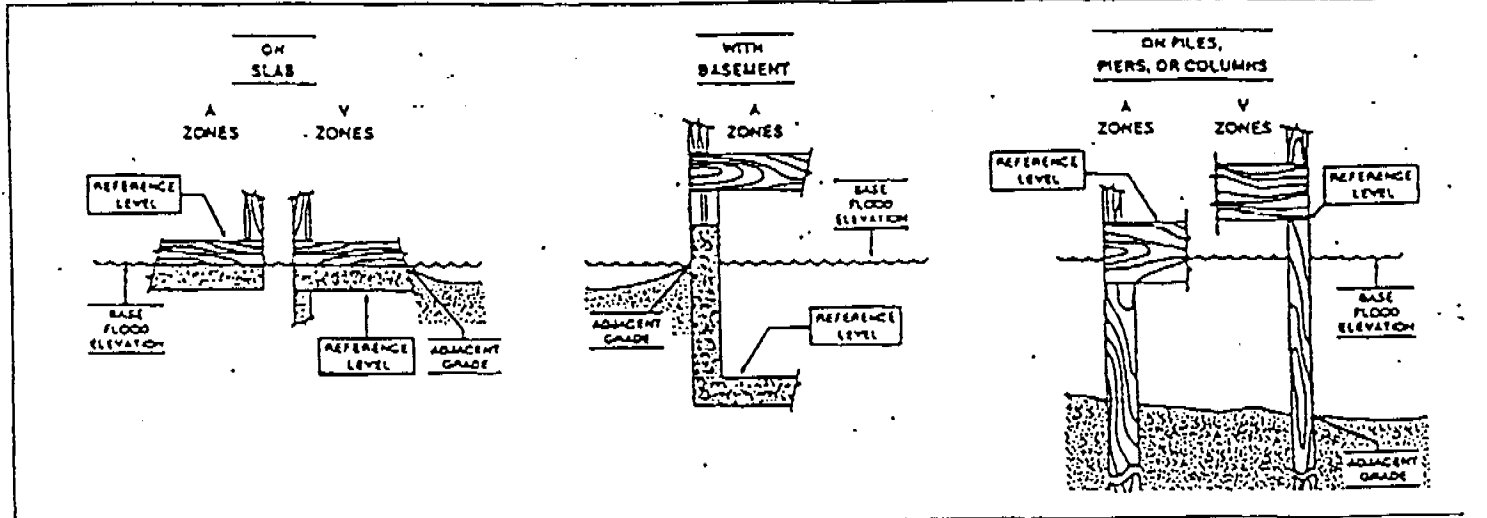 ON
SLAB
A
ZONES
V
ZONES
REFERENCE
LEVEL
BASE
FLOOD
ELEVATION
REFERENCE
LEVEL
ADJACENT
GRADE
WITH
BASEMENT
A
ZONES
BASE
FLOOD
ELEVATION
ADJACENT
GRADE
REFERENCE
LEVEL
ON PILES,
PIERS, OR COLUMNS
A
ZONES
V
ZONES
REFERENCE
LEVEL
REFERENCE
LEVEL
BASE
FLOOD
ELEVATION
ADJACENT
GRADE